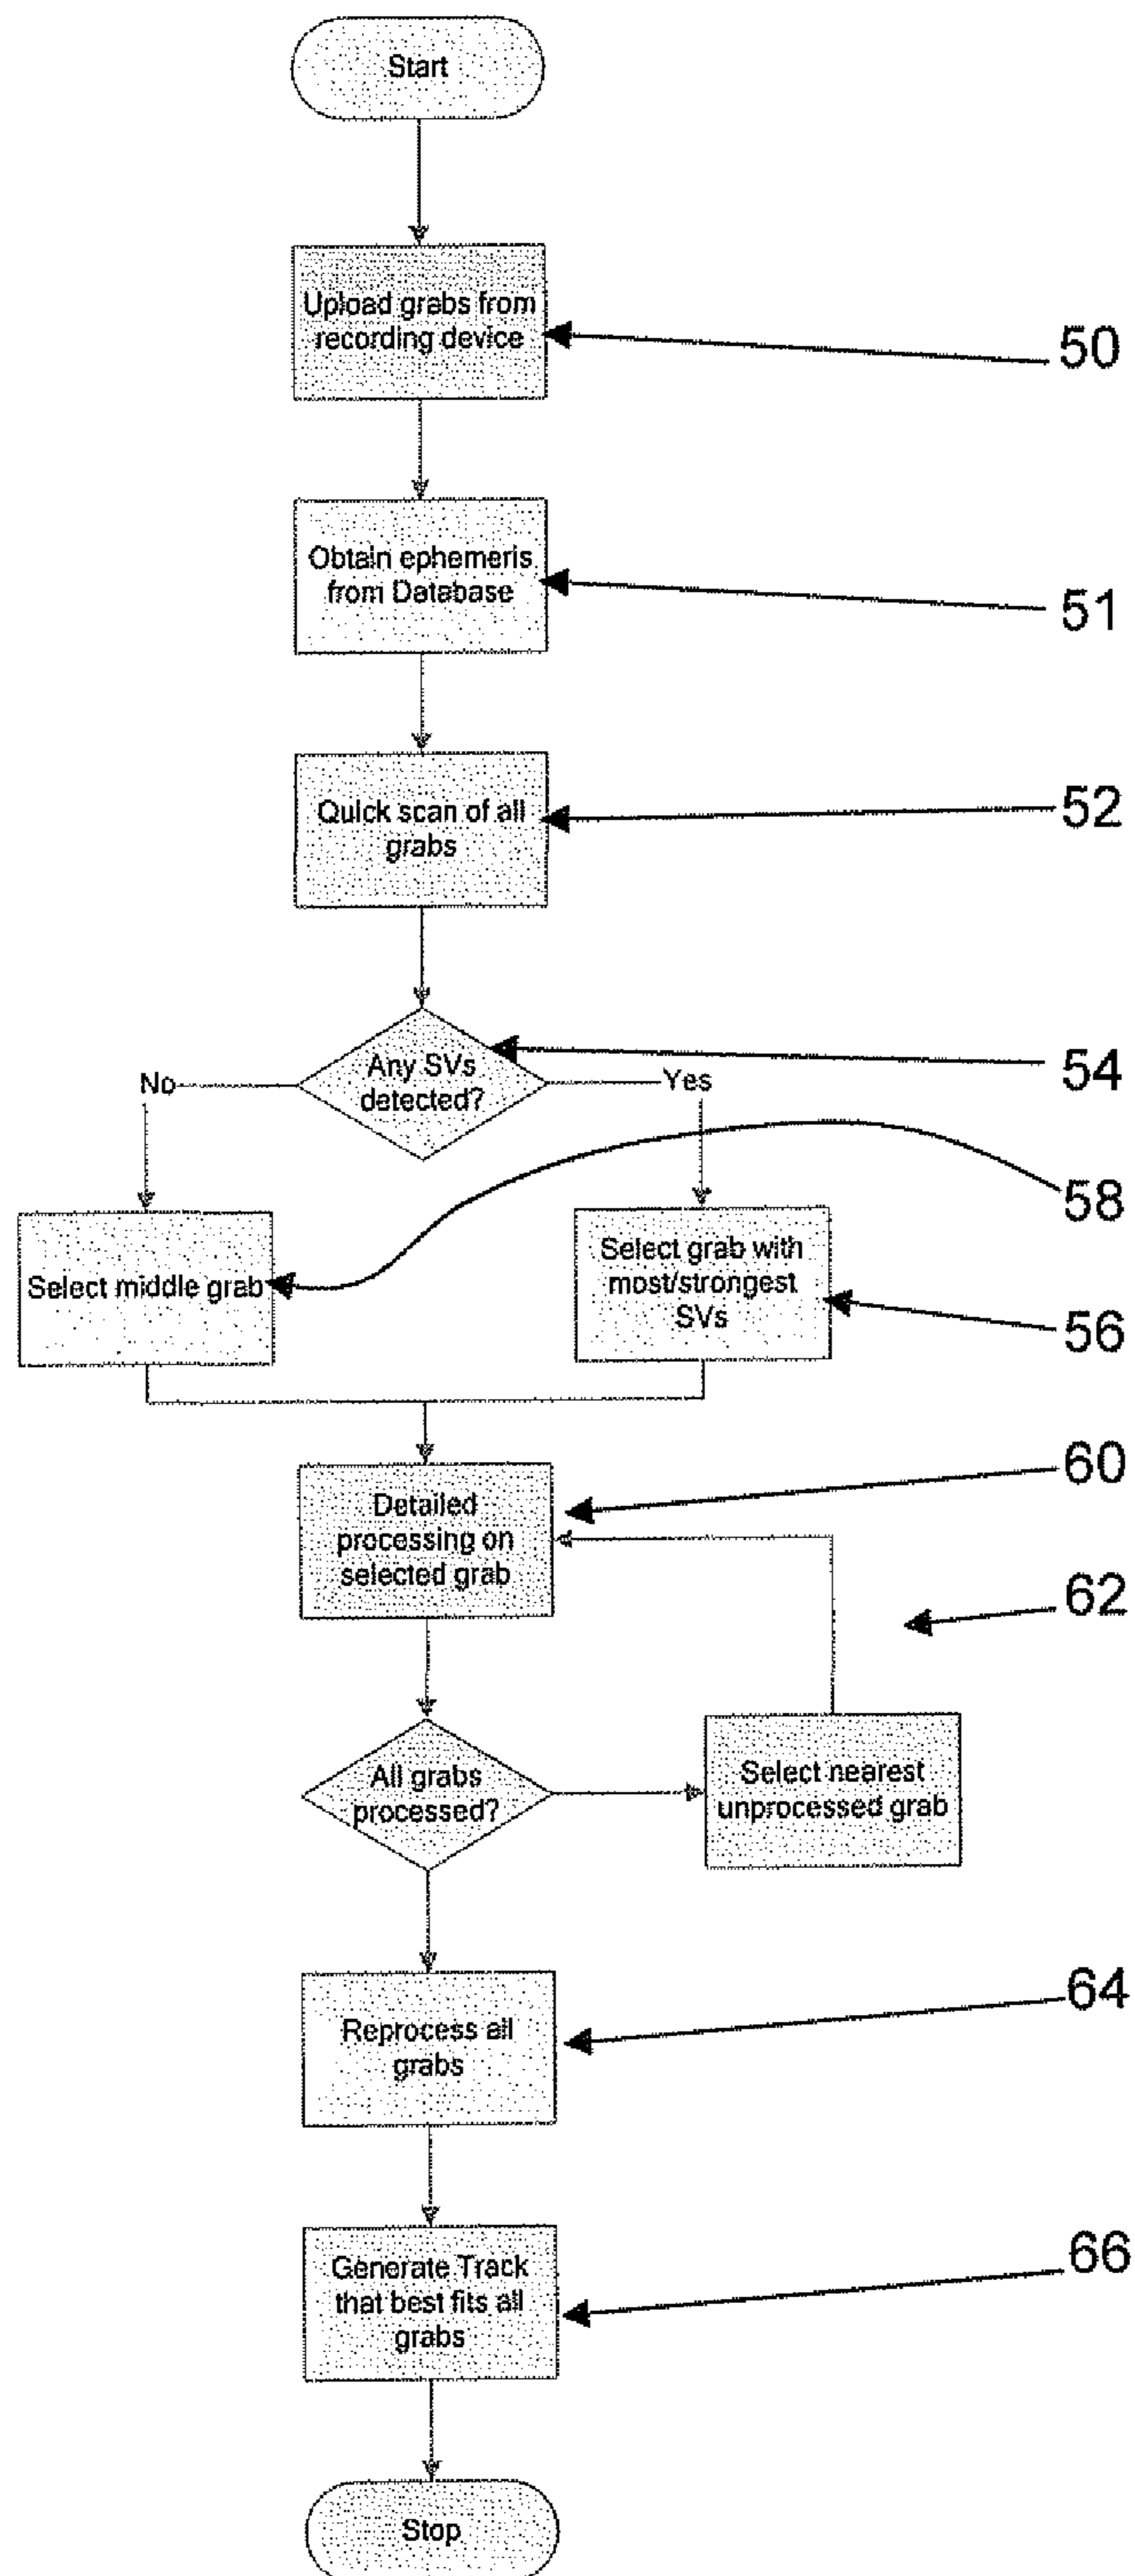 Start
Upload grabs from
recording device
50
Obtain ephemeris
from Database
51
Quick scan of all
grabs
52
Any SVs
detected?
54
No
Yes
58
Select middle grab
Select grab with
most/strongest
SVs
56
60
Detailed
processing on
selected grab
62
All grabs
processed?
Select nearest
unprocessed grab
64
Reprocess all
grabs
66
Generate Track
that best fits all
grabs
Stop